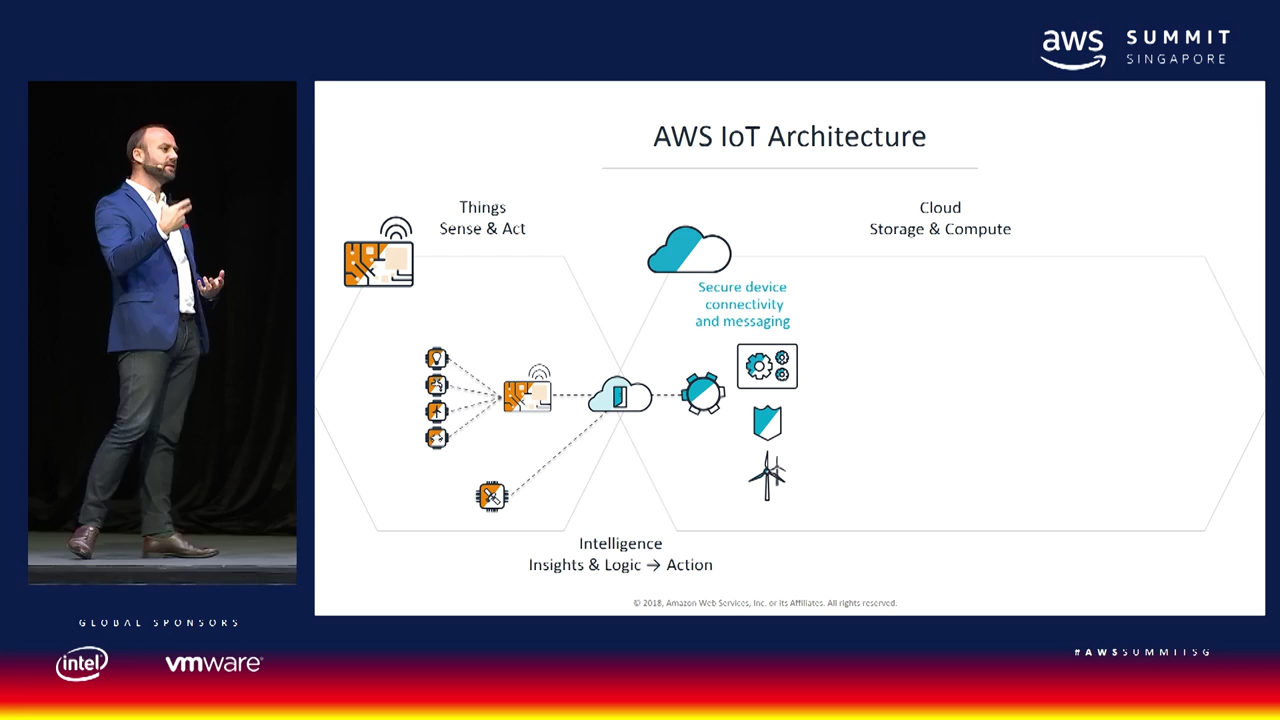 aws SUMMIT
SINGAPORE
AWS IoT Architecture
Things
Sense & Act
Cloud
Storage & Compute
Secure device
connectivity
and messaging
Intelligence
Insights & Logic → Action
© 2018, Amazon Web Services, Inc. or its Affiliates. All rights reserved.
GLOBAL SPONSORS
intel
vmware
#AWSSUMMITSG